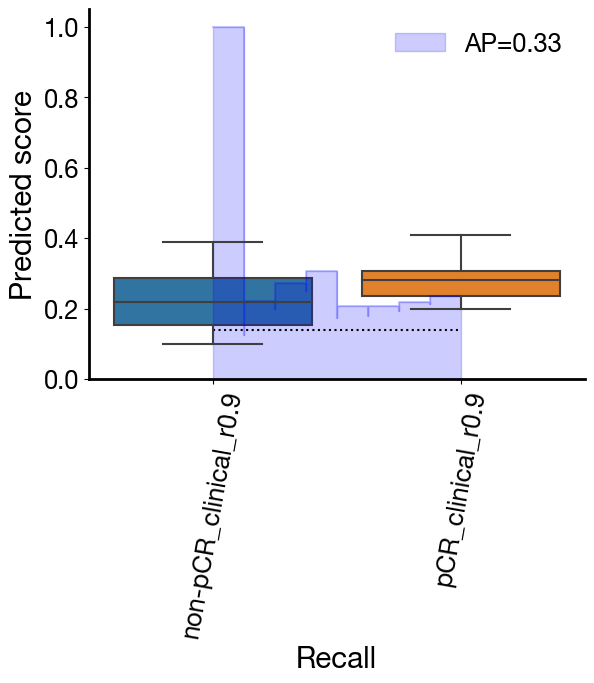 1.0
0.8
0.6
0.4
0.2
0.0
Predicted score
AP=0.33
non-pCR_clinical_r0.9
pCR_clinical_r0.9
Recall